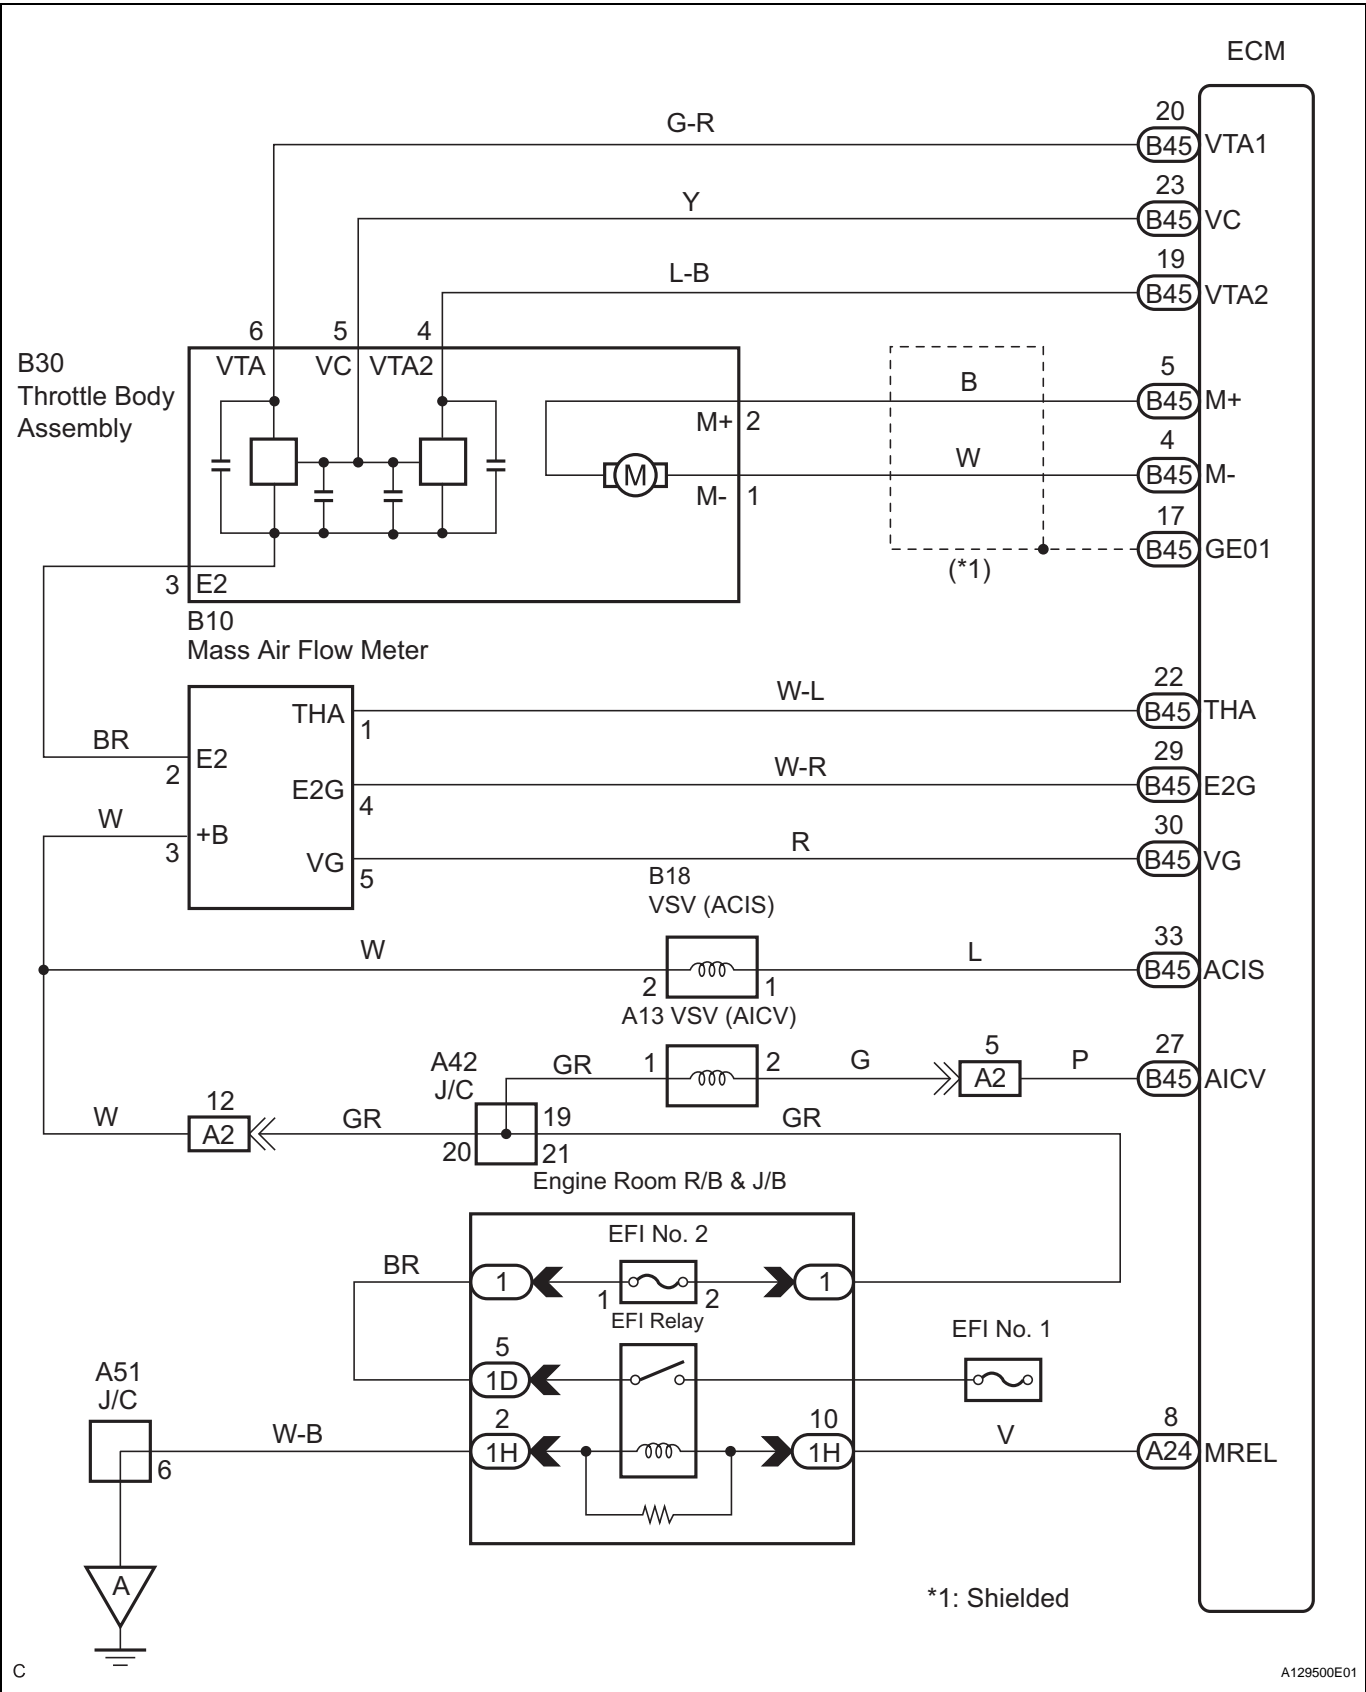 ECM
20
G-R
B45 VTA1
23
Y
B45 VC
19
L-B
B45 VTA2
6 5 4
B30
Throttle Body
Assembly
VTA VC VTA2
5
B
B45 M+
M+ 2
4
W
M
B45 M-
M- 1
17
B45 GE01
(*1)
3 E2
B10
Mass Air Flow Meter
22
W-L
THA
1
B45 THA
BR
29
2
E2
W-R
E2G
4
B45 E2G
W
30
3
+B
R
VG
5
B45 VG
B18
VSV (ACIS)
33
W
L
B45 ACIS
2 1
A13 VSV (AICV)
A42
J/C
GR
1 2
G
5
A2
P
27
B45 AICV
W
12
A2
GR
19
GR
20 21
Engine Room R/B & J/B
EFI No. 2
BR
1 1
1 2
EFI Relay
EFI No. 1
5
1D
A51
J/C
2
10
8
W-B
1H 1H
V
A24 MREL
6
A
*1: Shielded
C
A129500E01